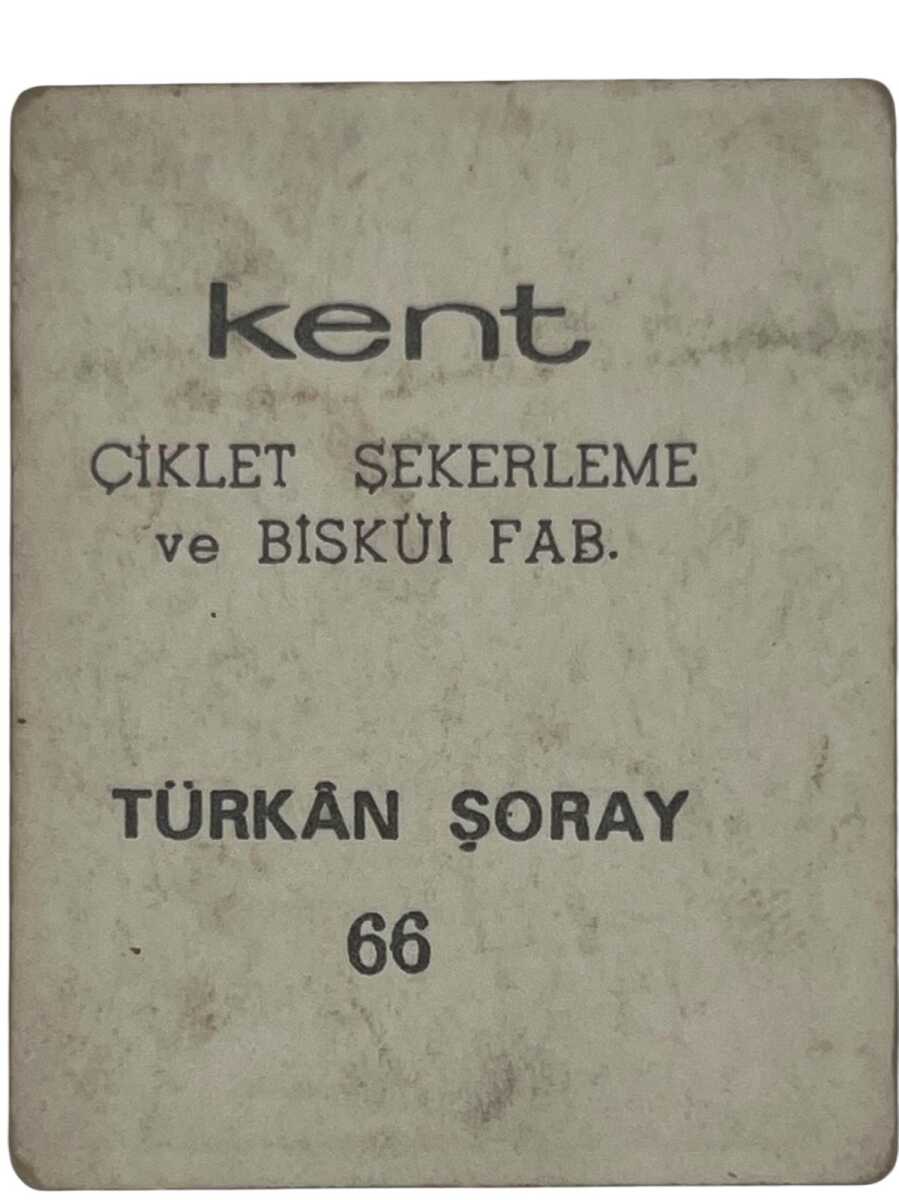 kent
ÇİKLET ŞEKERLEME
ve BİSKÜİ FAB.
TÜRKÂN ŞORAY
66